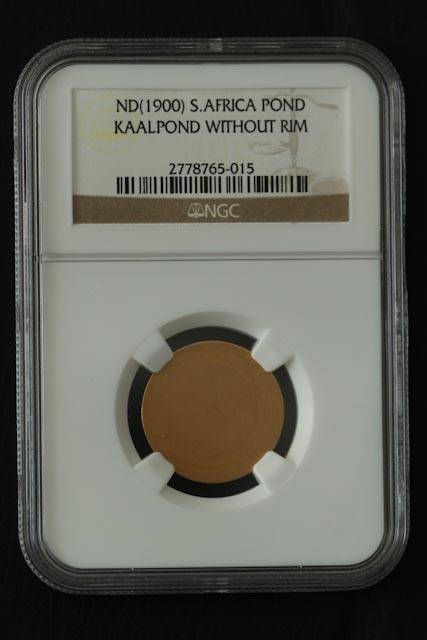 ND(1900) S.AFRICA POND
KAALPOND WITHOUT RIM
2778765-015
NGC